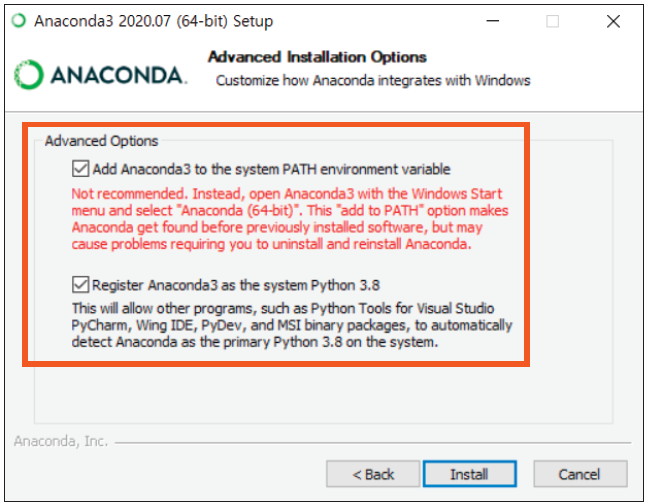 Anaconda3 2020.07 (64-bit) Setup
ANACONDA.
Advanced Installation Options
Customize how Anaconda integrates with Windows
Advanced Options
Add Anaconda3 to the system PATH environment variable
Not recommended. Instead, open Anaconda3 with the Windows Start
menu and select "Anaconda (64-bit)". This "add to PATH" option makes
Anaconda get found before previously installed software, but may
cause problems requiring you to uninstall and reinstall Anaconda.
Register Anaconda3 as the system Python 3.8
This will allow other programs, such as Python Tools for Visual Studio
PyCharm, Wing IDE, PyDev, and MSI binary packages, to automatically
detect Anaconda as the primary Python 3.8 on the system.
Anaconda, Inc.
< Back
Install
Cancel